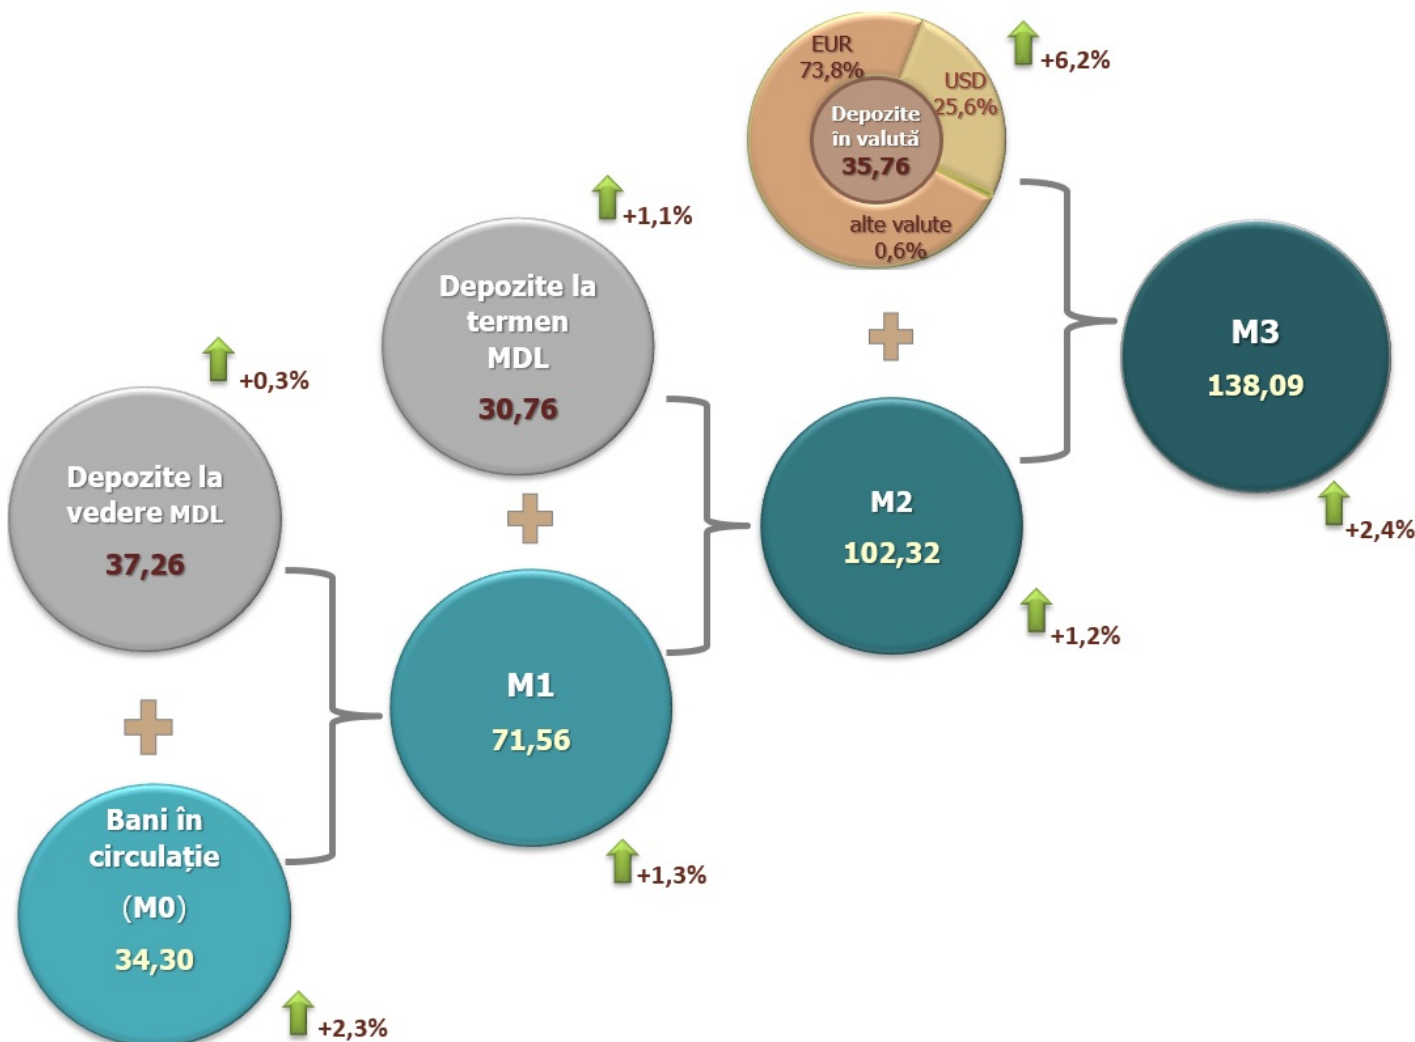 EUR
73,8%
USD
25,6%
Depozite
în valută
35,76
alte valute
0,6%
+6,2%
+1,1%
Depozite la
termen
MDL
30,76
M3
138,09
+2,4%
+0,3%
Depozite la
vedere MDL
37,26
M2
102,32
+1,2%
M1
71,56
+1,3%
Bani în
circulație
(M0)
34,30
+2,3%